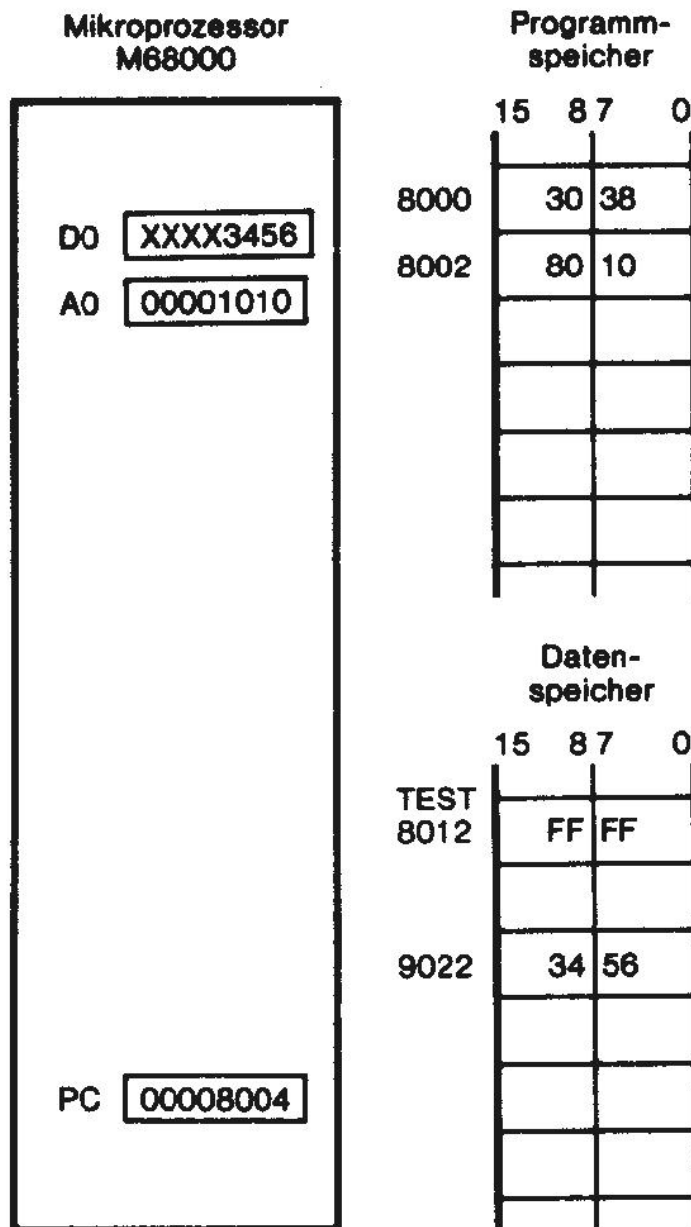 Mikroprozessor
M68000
D0 XXXX3456
A0 00001010
PC 00008004
Programm-
speicher
15 8 7 0
8000 30 38
8002 80 10
Daten-
speicher
15 8 7 0
TEST
8012 FF FF
9022 34 56